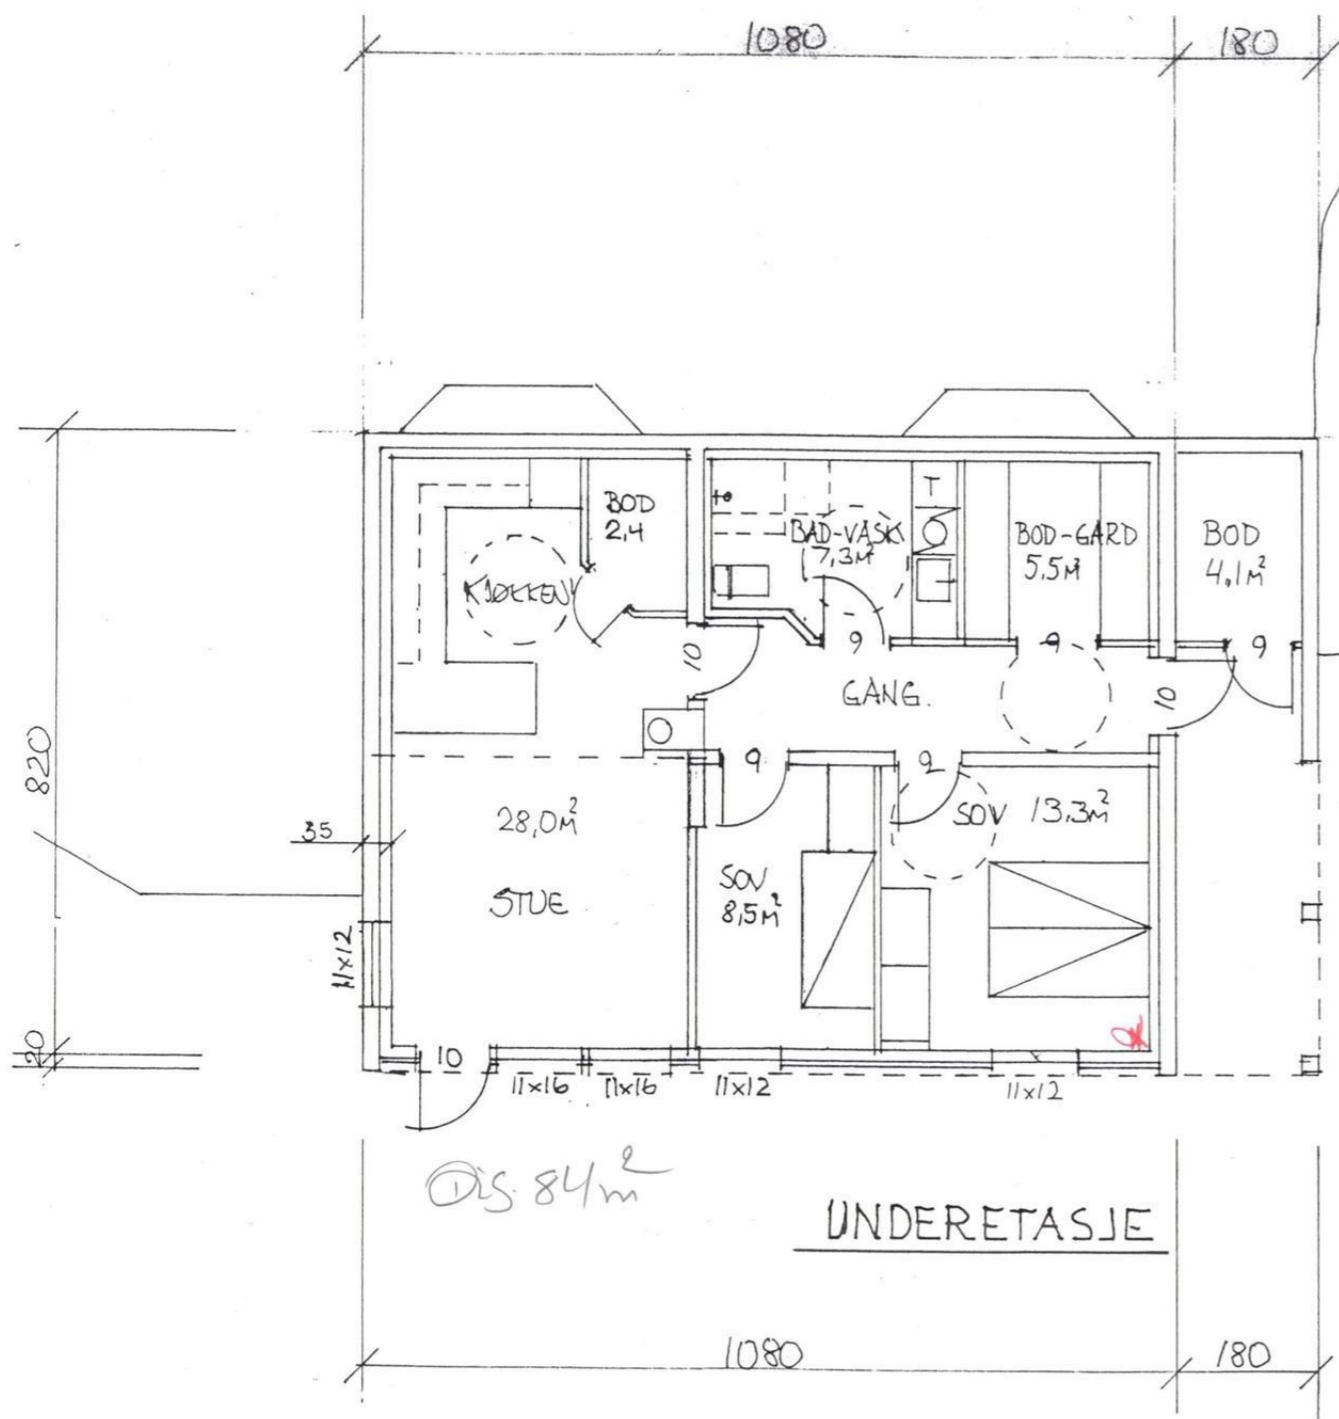 1080
180
BOD
2,4
BAD-VASK
7,3M²
T
BOD-GARD
5,5M²
BOD
4,1M²
KJØKKEN
9
9
9
10
GANG.
10
820
9
9
28,0M²
SOV 13,3M²
35
STUE
SOV
8,5M²
11x12
20
10
11x16
11x16
11x12
11x12
84m²
UNDERETASJE
1080
180